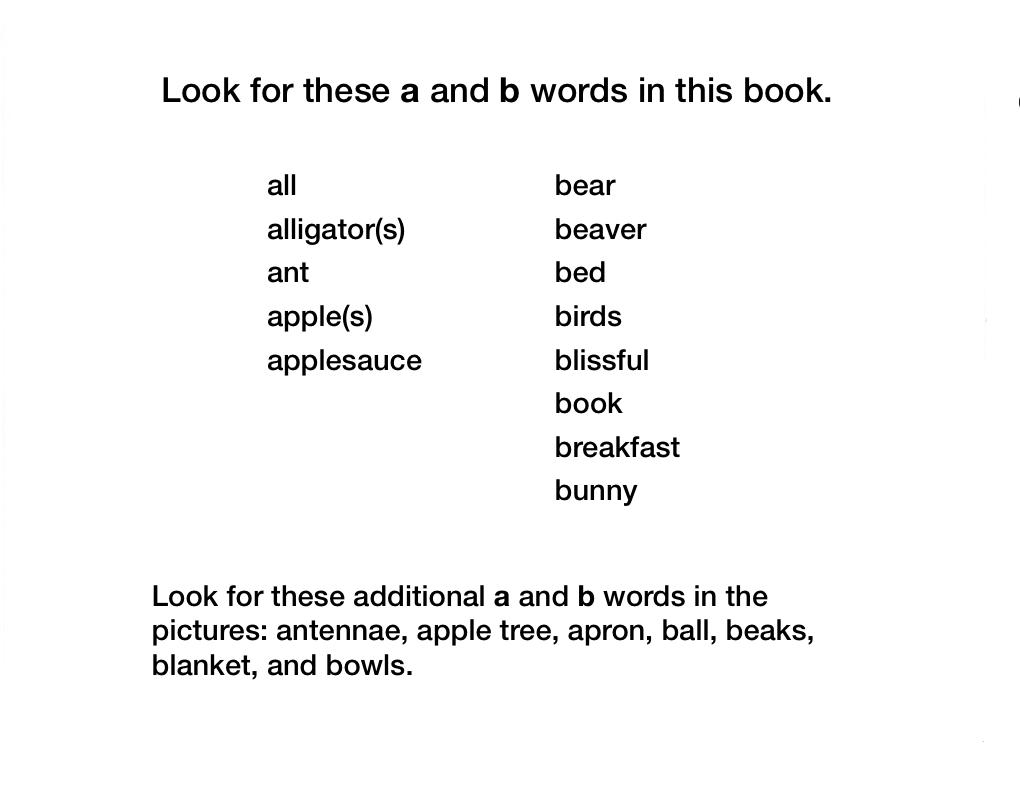 Look for these a and b words in this book.
all
alligator(s)
ant
apple(s)
applesauce
bear
beaver
bed
birds
blissful
book
breakfast
bunny
Look for these additional a and b words in the
pictures: antennae, apple tree, apron, ball, beaks,
blanket, and bowls.